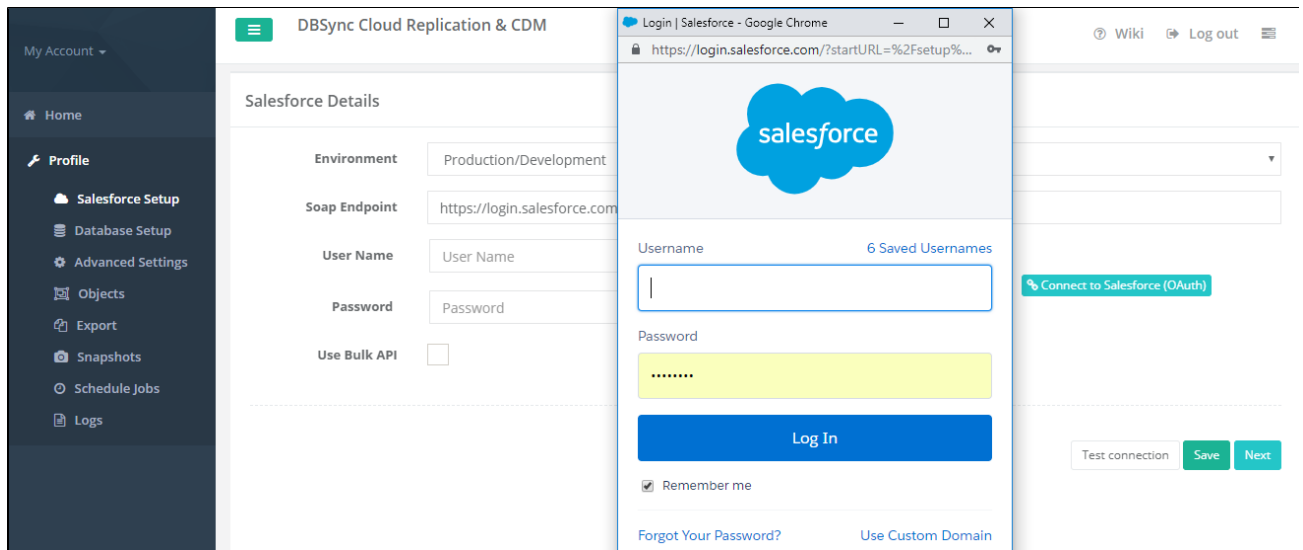 My Account
Home
Profile
Salesforce Setup
Database Setup
Advanced Settings
Objects
Export
Snapshots
Schedule Jobs
Logs
DBSync Cloud Replication & CDM
Wiki
Log out
Salesforce Details
Environment
Production/Development
Soap Endpoint
https://login.salesforce.com
User Name
User Name
Password
Password
Use Bulk API
Connect to Salesforce (OAuth)
Test connection
Save
Next
Login | Salesforce - Google Chrome
https://login.salesforce.com/?startURL=%2Fsetup%...
salesforce
Username
6 Saved Usernames
Password
Log In
Remember me
Forgot Your Password?
Use Custom Domain